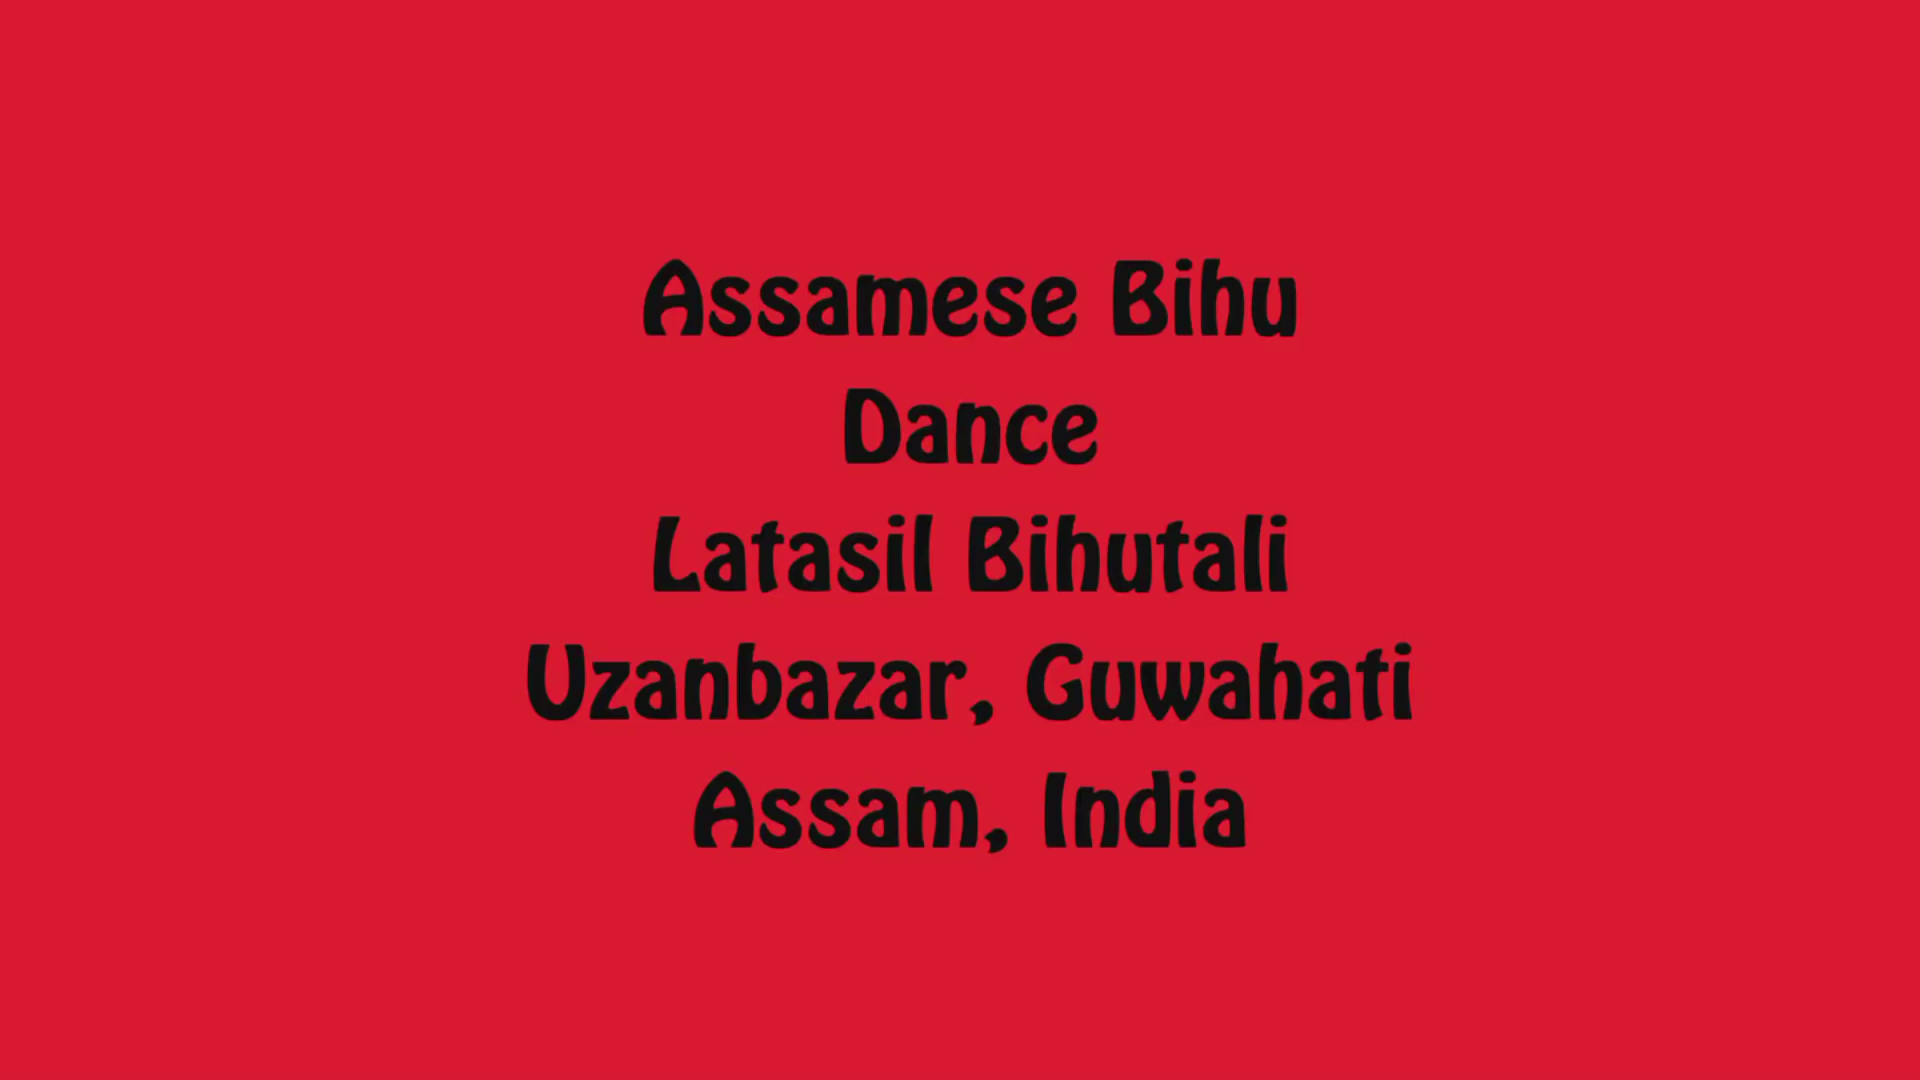 Assamese Bihu
Dance
Latasil Bihutali
Uzanbazar, Guwahati
Assam, India